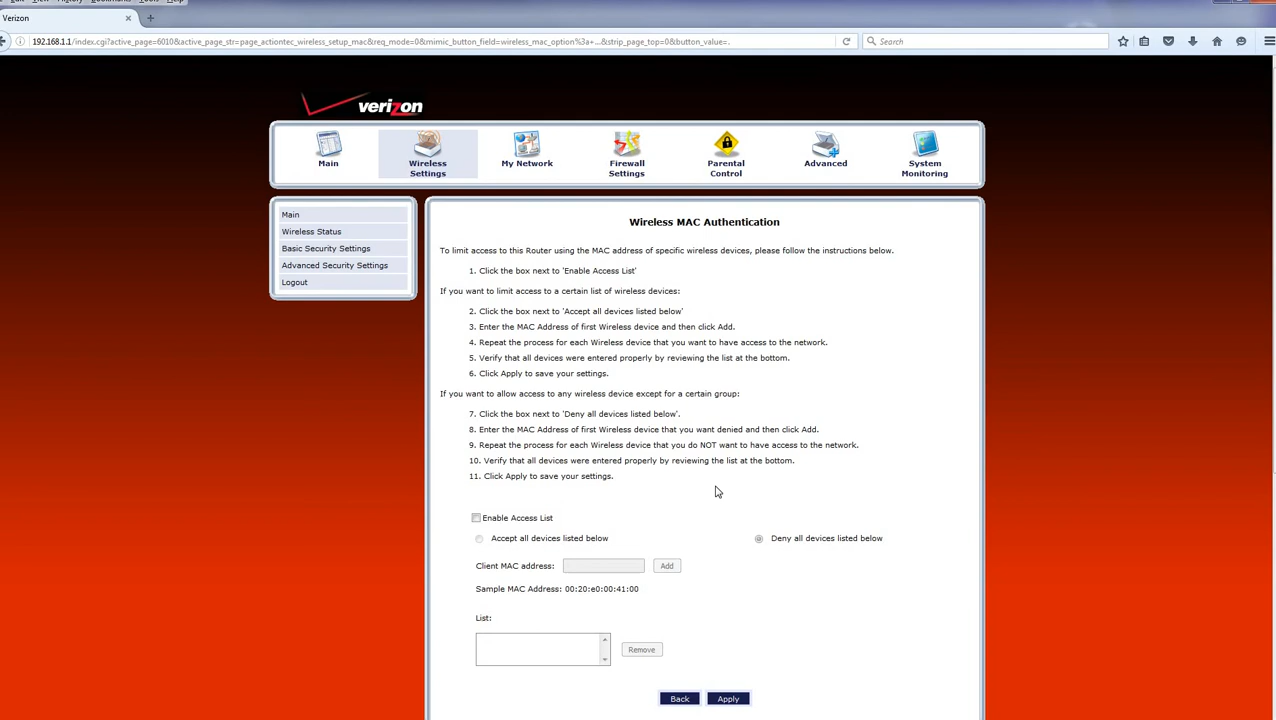 Edit View History Bookmarks Tools Help
Verizon
192.168.1.1/index.cgi?active_page=6010&active_page_str=page_actiontec_wireless_setup_mac&req_mode=0&mimic_button_field=wireless_mac_option%3a+...&strip_page_top=0&button_value=.
Search
verizon
Main
Wireless Settings
My Network
Firewall Settings
Parental Control
Advanced
System Monitoring
Main
Wireless Status
Basic Security Settings
Advanced Security Settings
Logout
Wireless MAC Authentication
To limit access to this Router using the MAC address of specific wireless devices, please follow the instructions below.
1. Click the box next to 'Enable Access List'
If you want to limit access to a certain list of wireless devices:
2. Click the box next to 'Accept all devices listed below'
3. Enter the MAC Address of first Wireless device and then click Add.
4. Repeat the process for each Wireless device that you want to have access to the network.
5. Verify that all devices were entered properly by reviewing the list at the bottom.
6. Click Apply to save your settings.
If you want to allow access to any wireless device except for a certain group:
7. Click the box next to 'Deny all devices listed below'.
8. Enter the MAC Address of first Wireless device that you want denied and then click Add.
9. Repeat the process for each Wireless device that you do NOT want to have access to the network.
10. Verify that all devices were entered properly by reviewing the list at the bottom.
11. Click Apply to save your settings.
Enable Access List
Accept all devices listed below
Deny all devices listed below
Client MAC address:
Add
Sample MAC Address: 00:20:e0:00:41:00
List:
Remove
Back
Apply